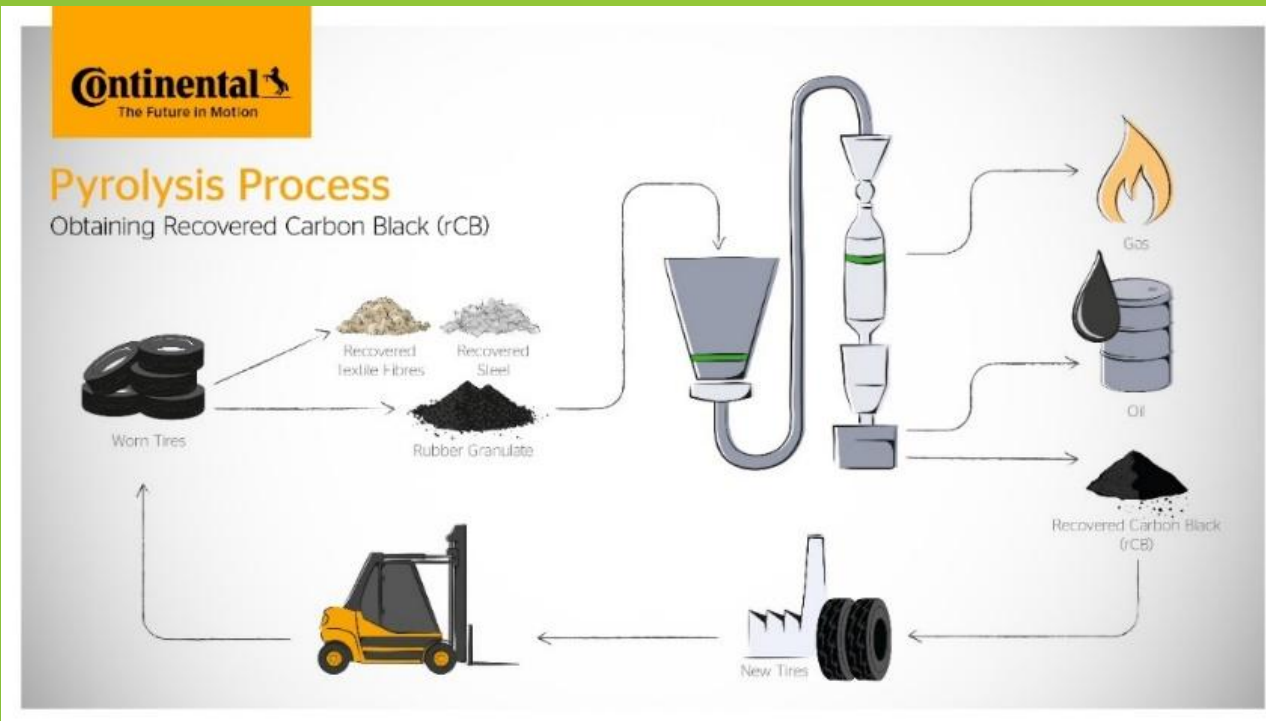 Continental
The Future in Motion
Pyrolysis Process
Obtaining Recovered Carbon Black (rCB)
Gas
Recovered
Textile Fibres
Recovered
Steel
Oil
Worn Tires
Rubber Granulate
Recovered Carbon Black
(rCB)
New Tires